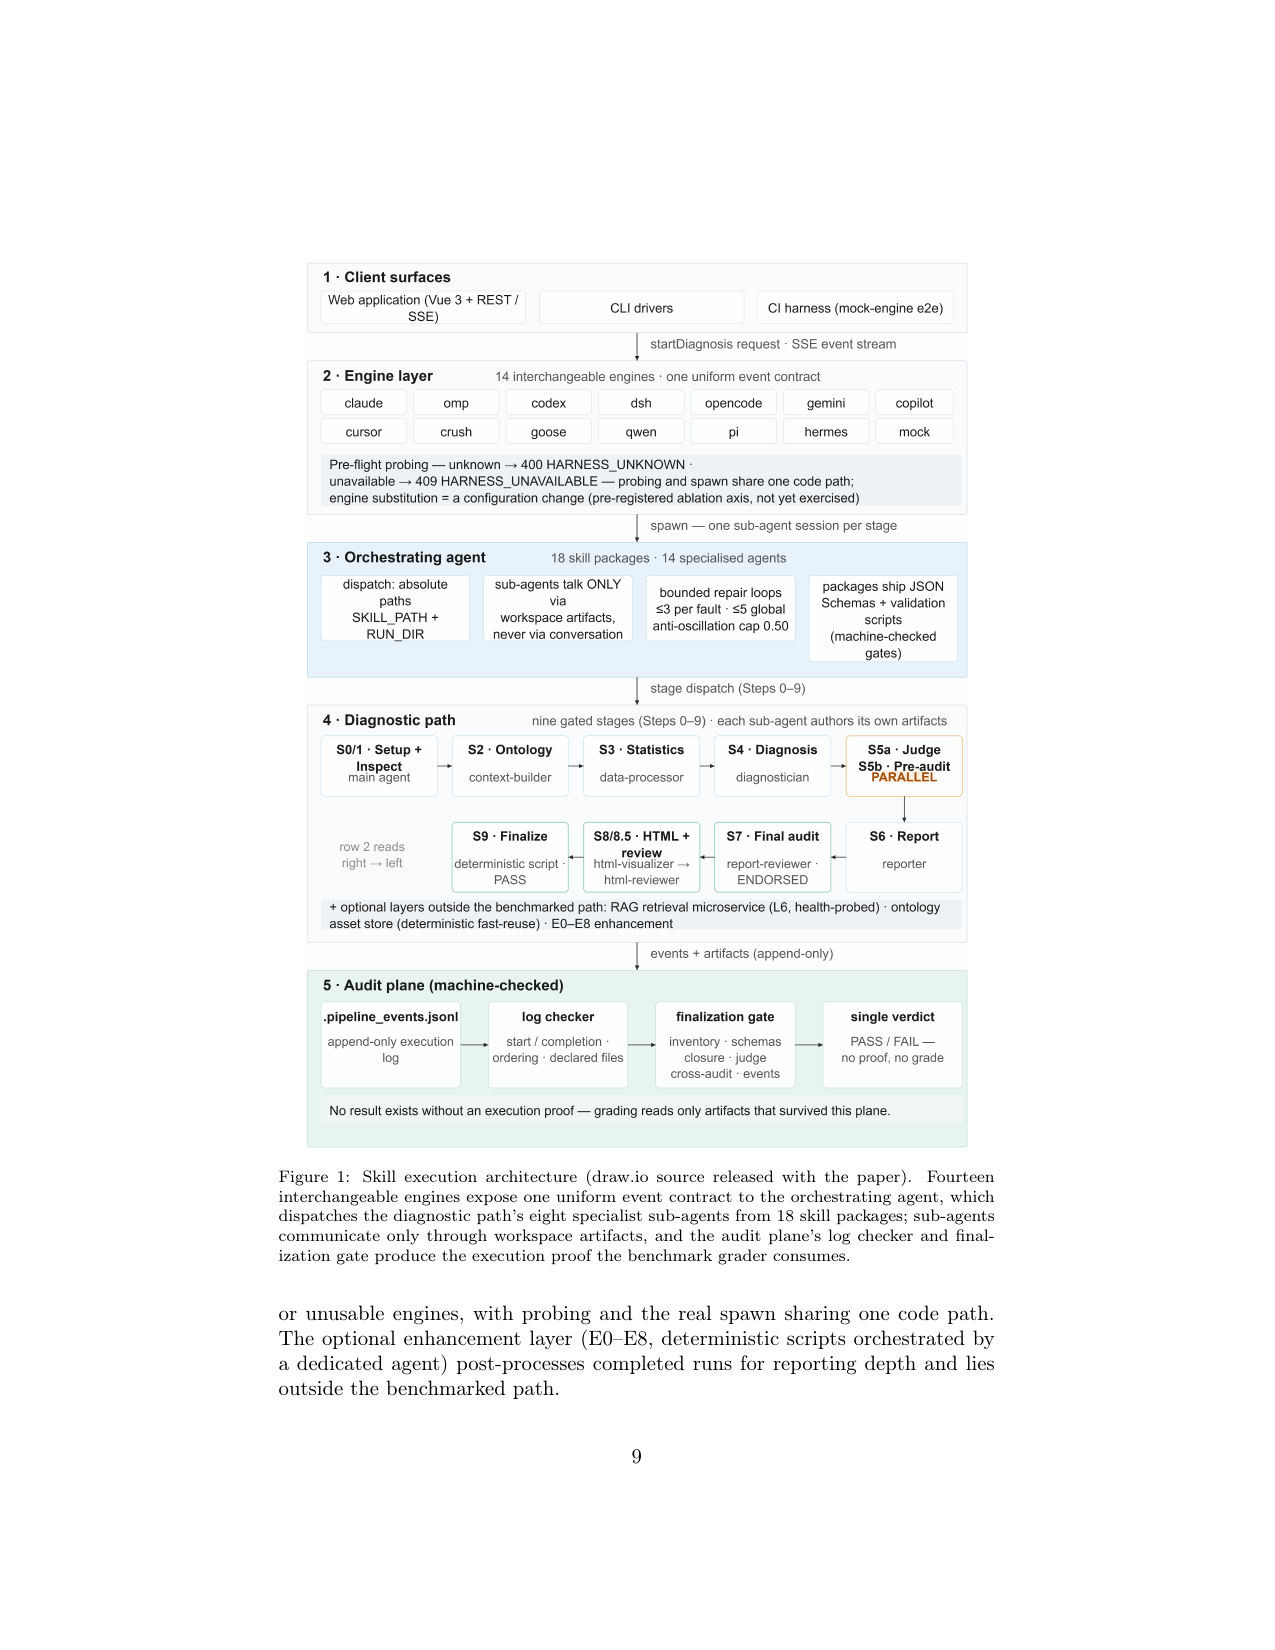 1 · Client surfaces
Web application (Vue 3 + REST /
SSE)
CLI drivers
CI harness (mock-engine e2e)
startDiagnosis request · SSE event stream
2 · Engine layer
14 interchangeable engines · one uniform event contract
claude
omp
codex
dsh
opencode
gemini
copilot
cursor
crush
goose
qwen
pi
hermes
mock
Pre-flight probing — unknown → 400 HARNESS_UNKNOWN ·
unavailable → 409 HARNESS_UNAVAILABLE — probing and spawn share one code path;
engine substitution = a configuration change (pre-registered ablation axis, not yet exercised)
spawn — one sub-agent session per stage
3 · Orchestrating agent
18 skill packages · 14 specialised agents
dispatch: absolute
paths
SKILL_PATH +
RUN_DIR
sub-agents talk ONLY
via
workspace artifacts,
never via conversation
bounded repair loops
≤3 per fault · ≤5 global
anti-oscillation cap 0.50
packages ship JSON
Schemas + validation
scripts
(machine-checked
gates)
stage dispatch (Steps 0–9)
4 · Diagnostic path
nine gated stages (Steps 0–9) · each sub-agent authors its own artifacts
S0/1 · Setup +
Inspect
main agent
S2 · Ontology
context-builder
S3 · Statistics
data-processor
S4 · Diagnosis
diagnostician
S5a · Judge
S5b · Pre-audit
PARALLEL
row 2 reads
right → left
S9 · Finalize
deterministic script ·
PASS
S8/8.5 · HTML +
review
html-visualizer →
html-reviewer
S7 · Final audit
report-reviewer ·
ENDORSED
S6 · Report
reporter
+ optional layers outside the benchmarked path: RAG retrieval microservice (L6, health-probed) · ontology
asset store (deterministic fast-reuse) · E0–E8 enhancement
events + artifacts (append-only)
5 · Audit plane (machine-checked)
.pipeline_events.jsonl
append-only execution
log
log checker
start / completion ·
ordering · declared files
finalization gate
inventory · schemas
closure · judge
cross-audit · events
single verdict
PASS / FAIL —
no proof, no grade
No result exists without an execution proof — grading reads only artifacts that survived this plane.
Figure 1: Skill execution architecture (draw.io source released with the paper). Fourteen
interchangeable engines expose one uniform event contract to the orchestrating agent, which
dispatches the diagnostic path's eight specialist sub-agents from 18 skill packages; sub-agents
communicate only through workspace artifacts, and the audit plane's log checker and final-
ization gate produce the execution proof the benchmark grader consumes.
or unusable engines, with probing and the real spawn sharing one code path.
The optional enhancement layer (E0–E8, deterministic scripts orchestrated by
a dedicated agent) post-processes completed runs for reporting depth and lies
outside the benchmarked path.
9